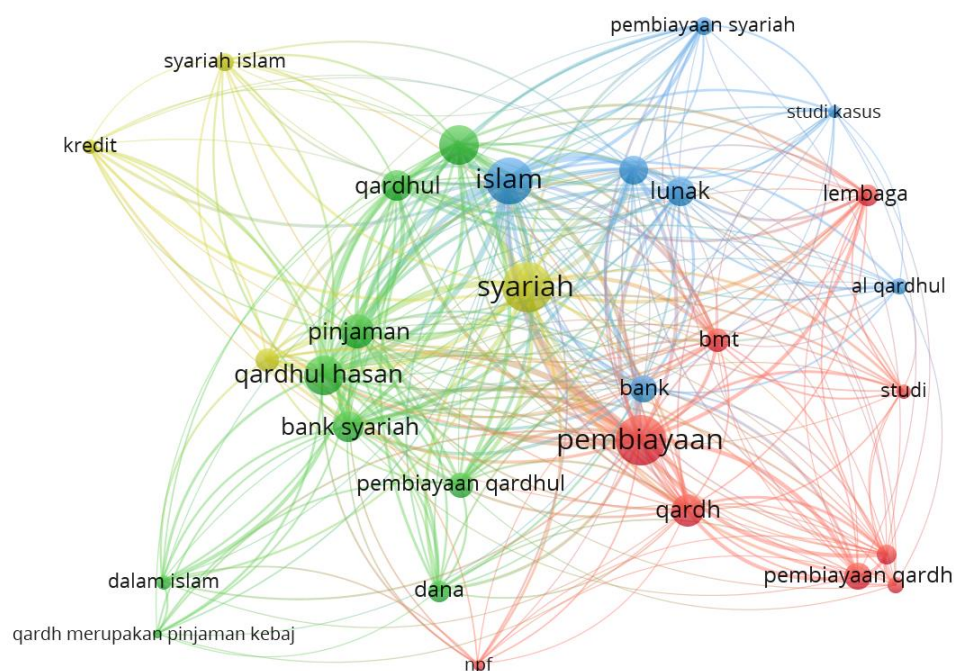 pembiayaan syariah
syariah islam
studi kasus
kredit
qardhul
islam
lunak
lembaga
syariah
al qardhul
pinjaman
bmt
qardhul hasan
bank
studi
bank syariah
pembiayaan
pembiayaan qardhul
qardh
dalam islam
dana
pembiayaan qardh
qardh merupakan pinjaman kebaj
npf